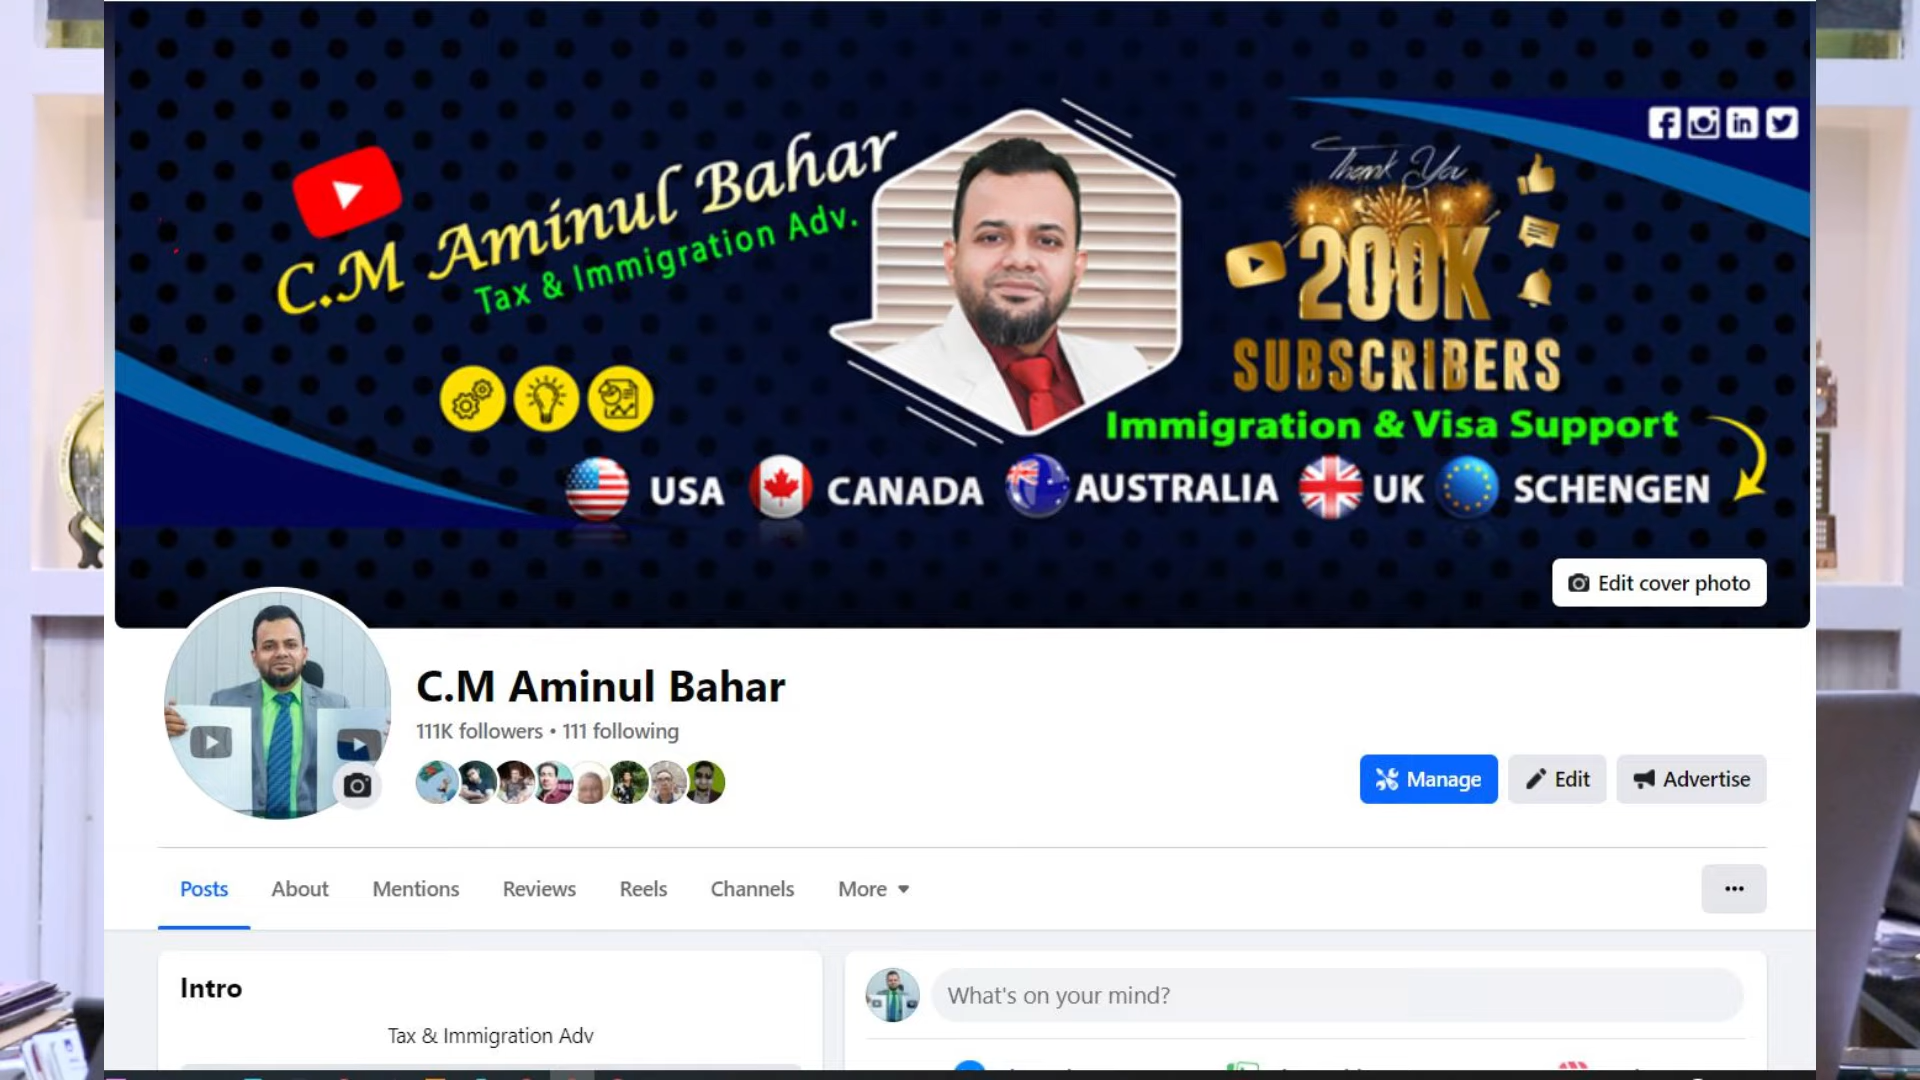 C.M Aminul Bahar
Tax & Immigration Adv.
Thank You
200K
SUBSCRIBERS
Immigration & Visa Support
USA CANADA AUSTRALIA UK SCHENGEN
Edit cover photo
C.M Aminul Bahar
111K followers • 111 following
Manage Edit Advertise
Posts About Mentions Reviews Reels Channels More
Intro
What's on your mind?
Tax & Immigration Adv